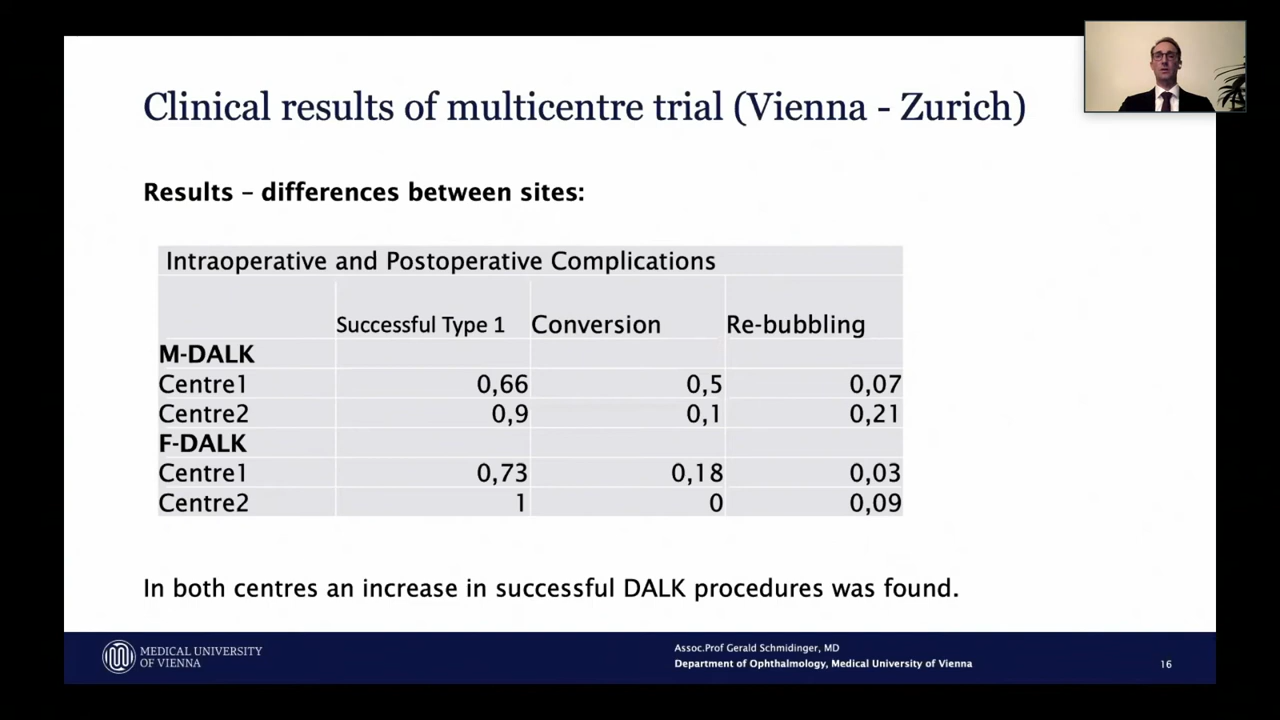 Clinical results of multicentre trial (Vienna - Zurich)
Results – differences between sites:
Intraoperative and Postoperative Complications
Successful Type 1 Conversion Re-bubbling
M-DALK
Centre1 0,66 0,5 0,07
Centre2 0,9 0,1 0,21
F-DALK
Centre1 0,73 0,18 0,03
Centre2 1 0 0,09
In both centres an increase in successful DALK procedures was found.
MEDICAL UNIVERSITY
OF VIENNA
Assoc.Prof Gerald Schmidinger, MD
Department of Ophthalmology, Medical University of Vienna
16